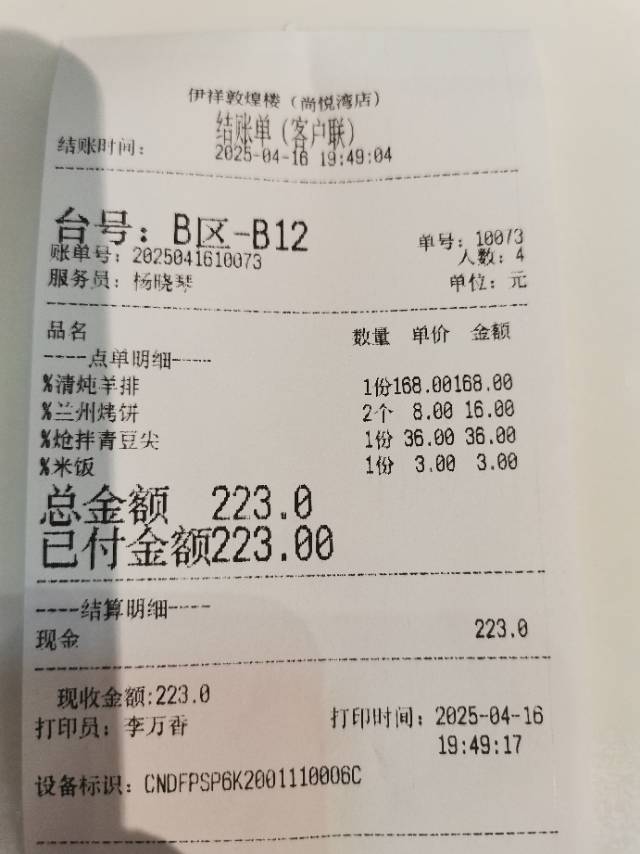 伊祥敦煌楼（尚悦湾店）
结账单（客户联）
结账时间： 2025-04-16 19:49:04
台号：B区-B12
单号：10073
账单号：2025041610073 人数：4
服务员：杨晓琴 单位：元
品名 数量 单价 金额
----点单明细----
%清炖羊排 1份168.00168.00
%兰州烤饼 2个 8.00 16.00
%炝拌青豆尖 1份 36.00 36.00
%米饭 1份 3.00 3.00
总金额 223.0
已付金额223.00
----结算明细----
现金 223.0
现收金额:223.0
打印员：李万香 打印时间：2025-04-16
19:49:17
设备标识：CNDFPSP6K2001110006C